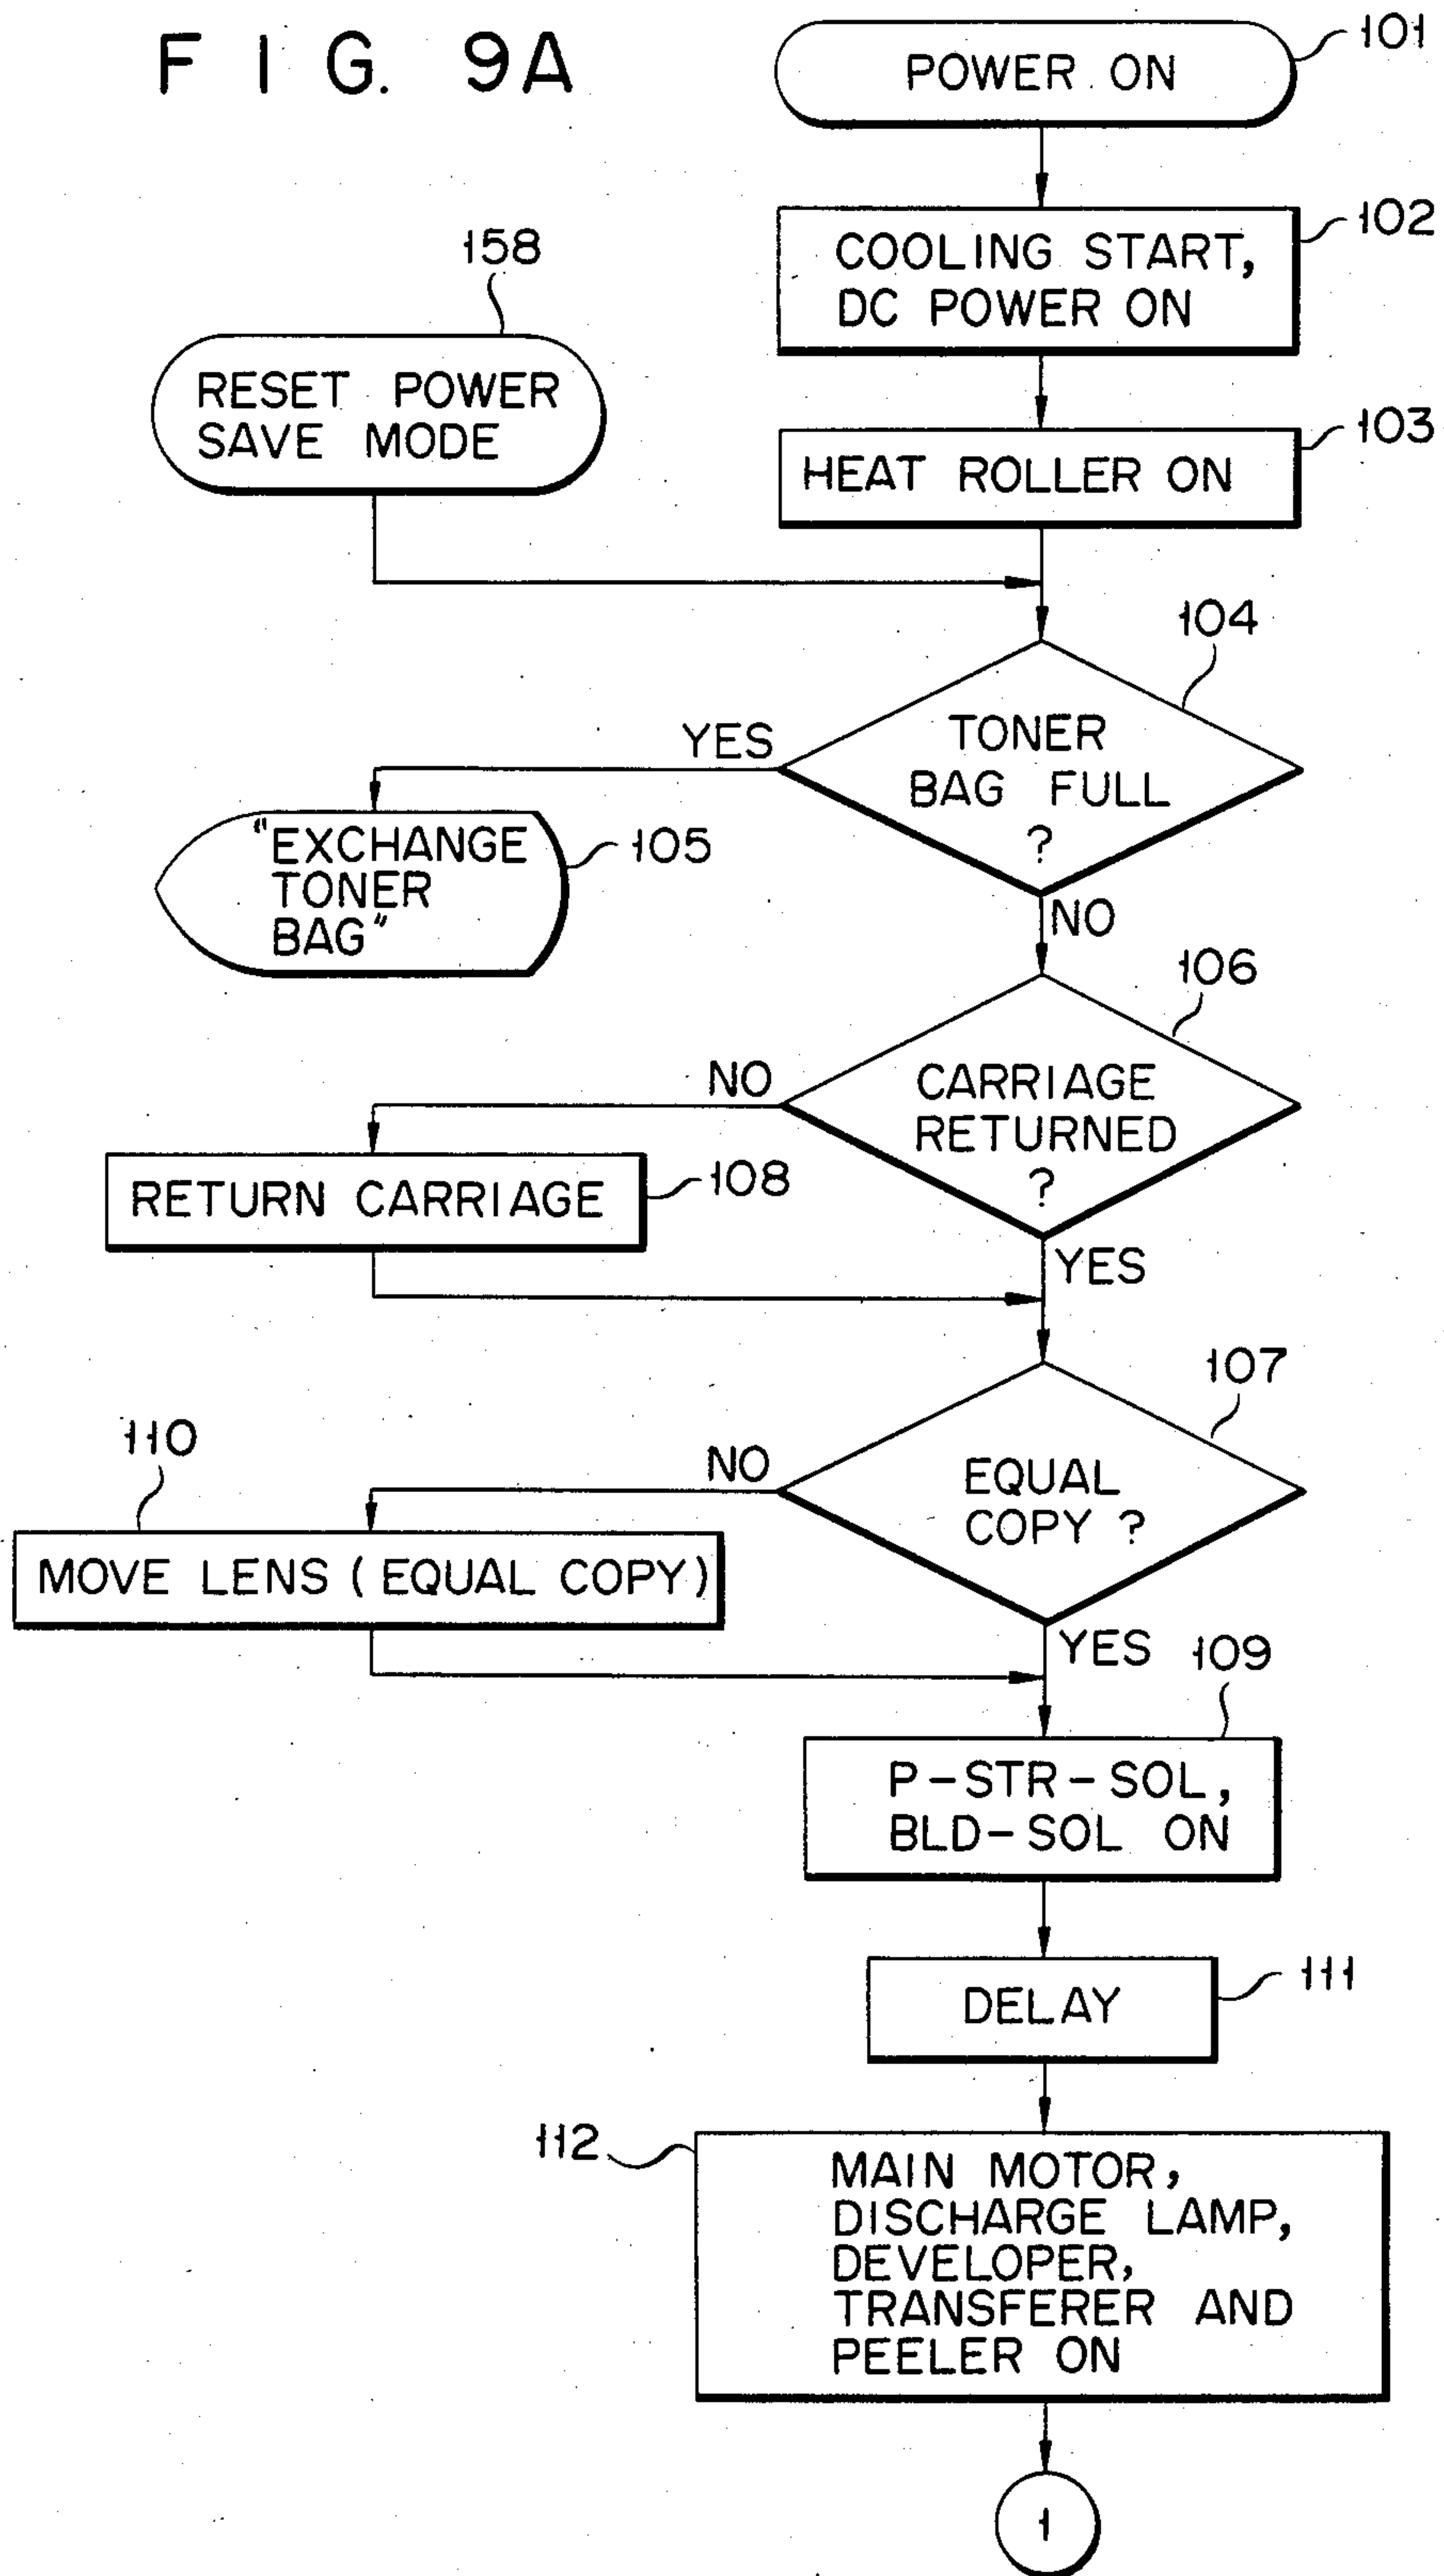 FIG. 9A
POWER ON
101
COOLING START,
DC POWER ON
102
158
RESET POWER
SAVE MODE
HEAT ROLLER ON
103
104
TONER
BAG FULL
?
YES
"EXCHANGE
TONER
BAG"
105
NO
106
CARRIAGE
RETURNED
?
NO
RETURN CARRIAGE
108
YES
107
EQUAL
COPY ?
NO
110
MOVE LENS (EQUAL COPY)
YES
109
P-STR-SOL,
BLD-SOL ON
DELAY
111
112
MAIN MOTOR,
DISCHARGE LAMP,
DEVELOPER,
TRANSFERER AND
PEELER ON
1